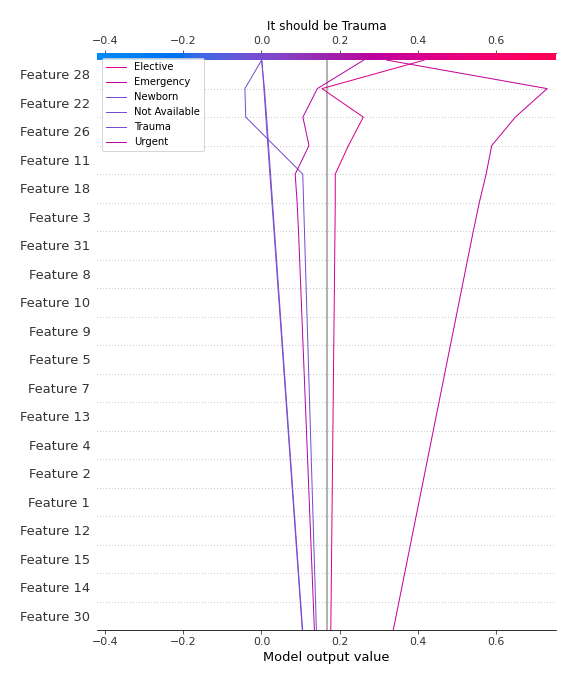 It should be Trauma
−0.4 −0.2 0.0 0.2 0.4 0.6
Elective
Emergency
Newborn
Not Available
Trauma
Urgent
Feature 28
Feature 22
Feature 26
Feature 11
Feature 18
Feature 3
Feature 31
Feature 8
Feature 10
Feature 9
Feature 5
Feature 7
Feature 13
Feature 4
Feature 2
Feature 1
Feature 12
Feature 15
Feature 14
Feature 30
−0.4 −0.2 0.0 0.2 0.4 0.6
Model output value